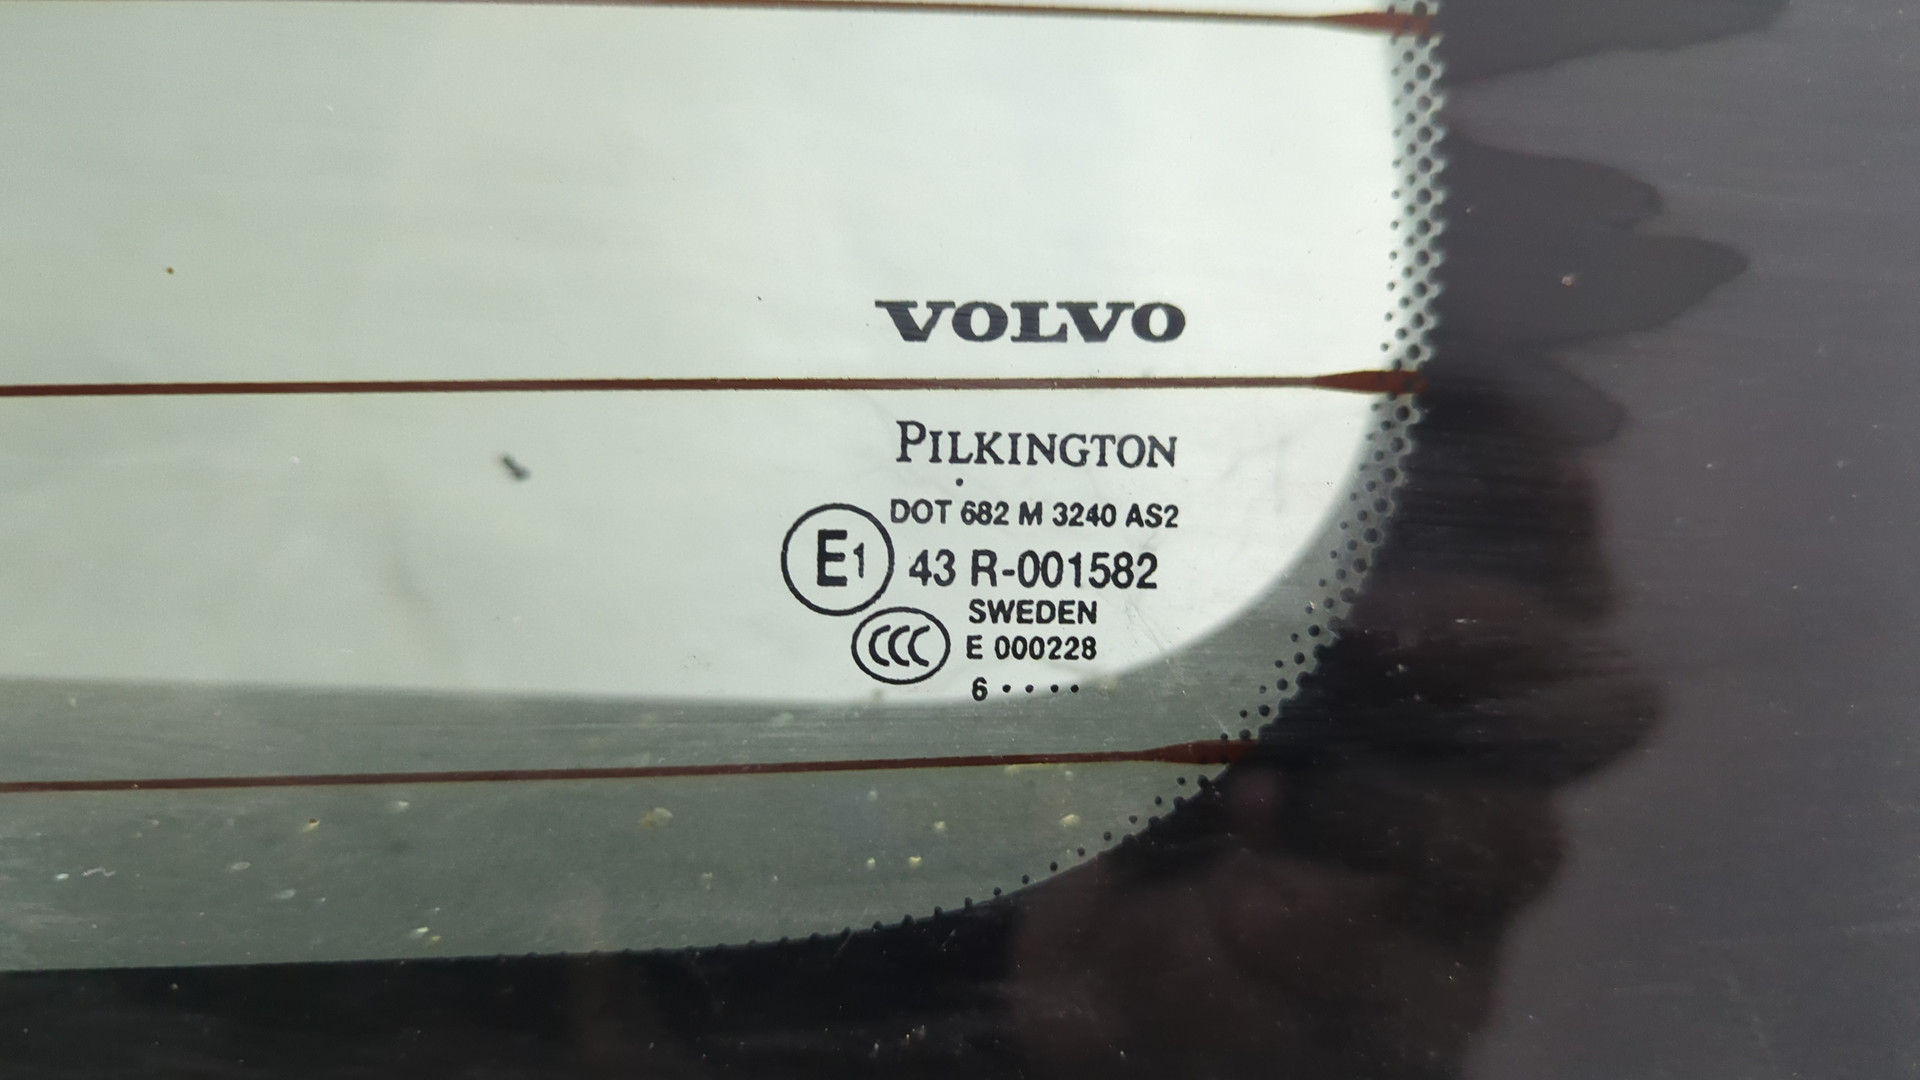 VOLVO
PILKINGTON
DOT 682 M 3240 AS2
E1 43 R-001582
SWEDEN
CCC E 000228
6 • • • •